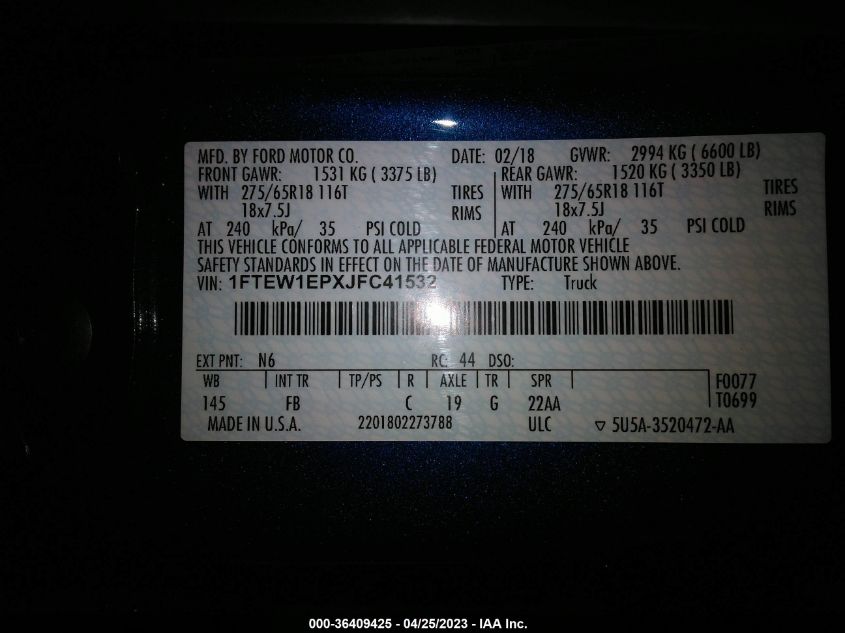 MFD. BY FORD MOTOR CO. DATE: 02/18 GVWR: 2994 KG ( 6600 LB)
FRONT GAWR: 1531 KG ( 3375 LB) REAR GAWR: 1520 KG ( 3350 LB)
WITH 275/65R18 116T TIRES WITH 275/65R18 116T TIRES
18x7.5J RIMS 18x7.5J RIMS
AT 240 kPa/ 35 PSI COLD AT 240 kPa/ 35 PSI COLD
THIS VEHICLE CONFORMS TO ALL APPLICABLE FEDERAL MOTOR VEHICLE
SAFETY STANDARDS IN EFFECT ON THE DATE OF MANUFACTURE SHOWN ABOVE.
VIN: 1FTEW1EPXJFC41532 TYPE: Truck
EXT PNT: N6 RC: 44 DSO:
WB INT TR TP/PS R AXLE TR SPR F0077
145 FB C 19 G 22AA T0699
MADE IN U.S.A. 2201802273788 ULC ▽ 5U5A-3520472-AA
000-36409425 - 04/25/2023 - IAA Inc.